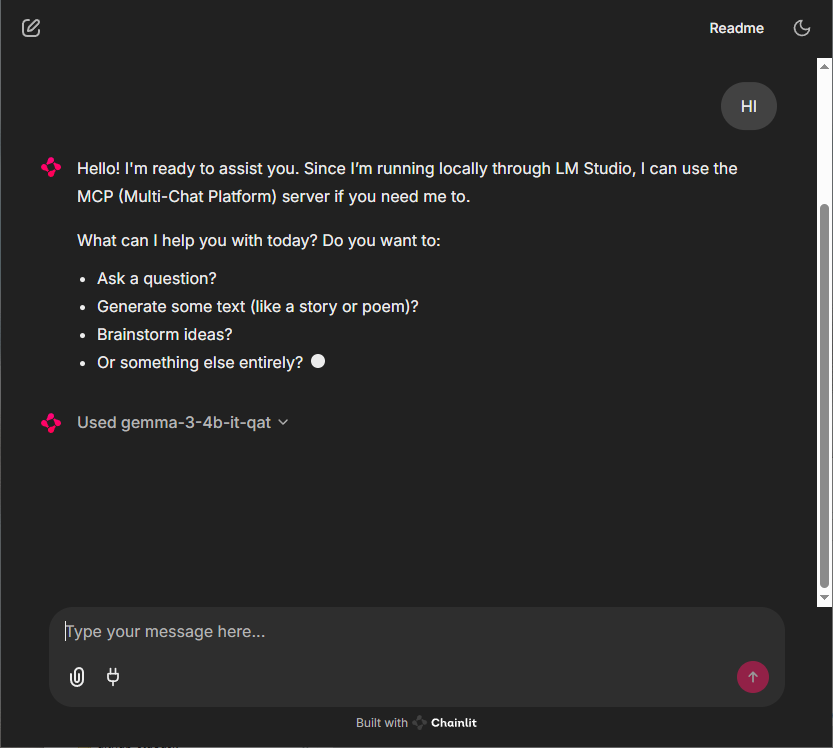 Readme
HI
Hello! I'm ready to assist you. Since I’m running locally through LM Studio, I can use the
MCP (Multi-Chat Platform) server if you need me to.
What can I help you with today? Do you want to:
• Ask a question?
• Generate some text (like a story or poem)?
• Brainstorm ideas?
• Or something else entirely?
Used gemma-3-4b-it-qat
Type your message here...
Built with Chainlit